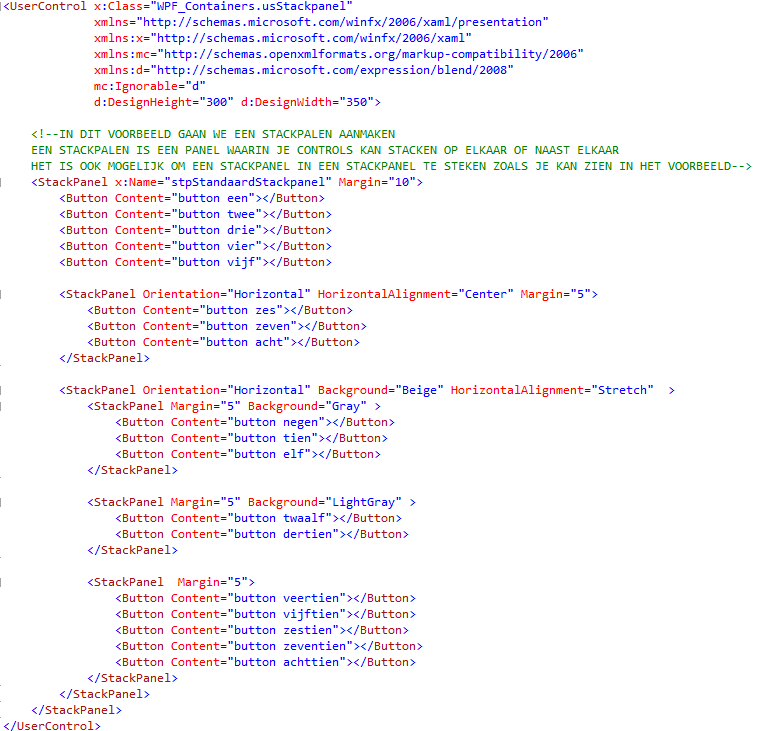 <UserControl x:Class="WPF_Containers.usStackpanel"
             xmlns="http://schemas.microsoft.com/winfx/2006/xaml/presentation"
             xmlns:x="http://schemas.microsoft.com/winfx/2006/xaml"
             xmlns:mc="http://schemas.openxmlformats.org/markup-compatibility/2006"
             xmlns:d="http://schemas.microsoft.com/expression/blend/2008"
             mc:Ignorable="d"
             d:DesignHeight="300" d:DesignWidth="350">

    <!--IN DIT VOORBEELD GAAN WE EEN STACKPALEN AANMAKEN
    EEN STACKPALEN IS EEN PANEL WAARIN JE CONTROLS KAN STACKEN OP ELKAAR OF NAAST ELKAAR
    HET IS OOK MOGELIJK OM EEN STACKPANEL IN EEN STACKPANEL TE STEKEN ZOALS JE KAN ZIEN IN HET VOORBEELD-->
    <StackPanel x:Name="stpStandaardStackpanel" Margin="10">
        <Button Content="button een"></Button>
        <Button Content="button twee"></Button>
        <Button Content="button drie"></Button>
        <Button Content="button vier"></Button>
        <Button Content="button vijf"></Button>

        <StackPanel Orientation="Horizontal" HorizontalAlignment="Center" Margin="5">
            <Button Content="button zes"></Button>
            <Button Content="button zeven"></Button>
            <Button Content="button acht"></Button>
        </StackPanel>

        <StackPanel Orientation="Horizontal" Background="Beige" HorizontalAlignment="Stretch"  >
            <StackPanel Margin="5" Background="Gray" >
                <Button Content="button negen"></Button>
                <Button Content="button tien"></Button>
                <Button Content="button elf"></Button>
            </StackPanel>

            <StackPanel Margin="5" Background="LightGray" >
                <Button Content="button twaalf"></Button>
                <Button Content="button dertien"></Button>
            </StackPanel>

            <StackPanel  Margin="5">
                <Button Content="button veertien"></Button>
                <Button Content="button vijftien"></Button>
                <Button Content="button zestien"></Button>
                <Button Content="button zeventien"></Button>
                <Button Content="button achttien"></Button>
            </StackPanel>
        </StackPanel>
    </StackPanel>
</UserControl>